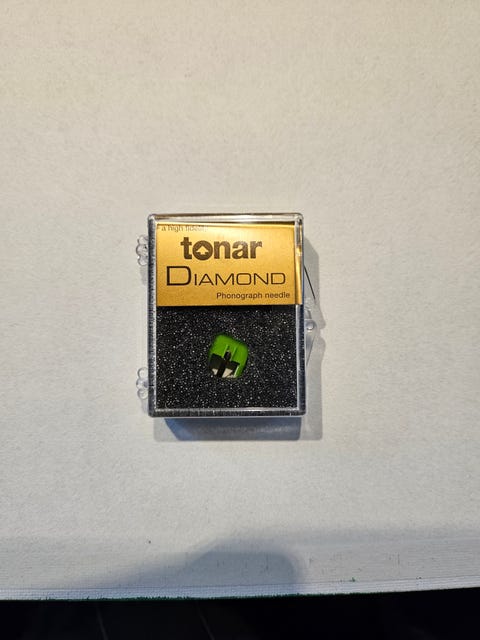 a high fidelity
tonar
DIAMOND
Phonograph needle